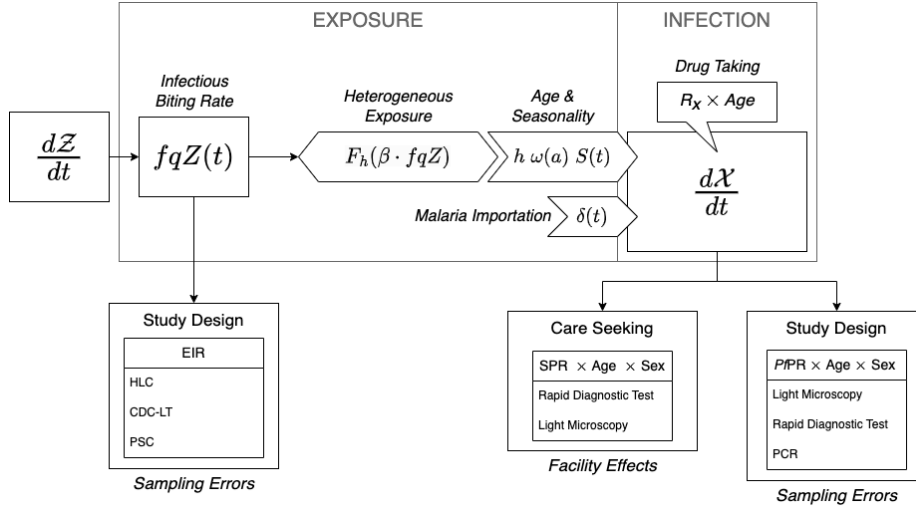 EXPOSURE
INFECTION
Infectious
Biting Rate
Heterogeneous
Exposure
Age &
Seasonality
Drug Taking
R_x × Age
d𝒵/dt
fqZ(t)
F_h(β · fqZ)
h ω(a) S(t)
d𝒳/dt
Malaria Importation
δ(t)
Study Design
EIR
HLC
CDC-LT
PSC
Sampling Errors
Care Seeking
SPR × Age × Sex
Rapid Diagnostic Test
Light Microscopy
Facility Effects
Study Design
PfPR × Age × Sex
Light Microscopy
Rapid Diagnostic Test
PCR
Sampling Errors